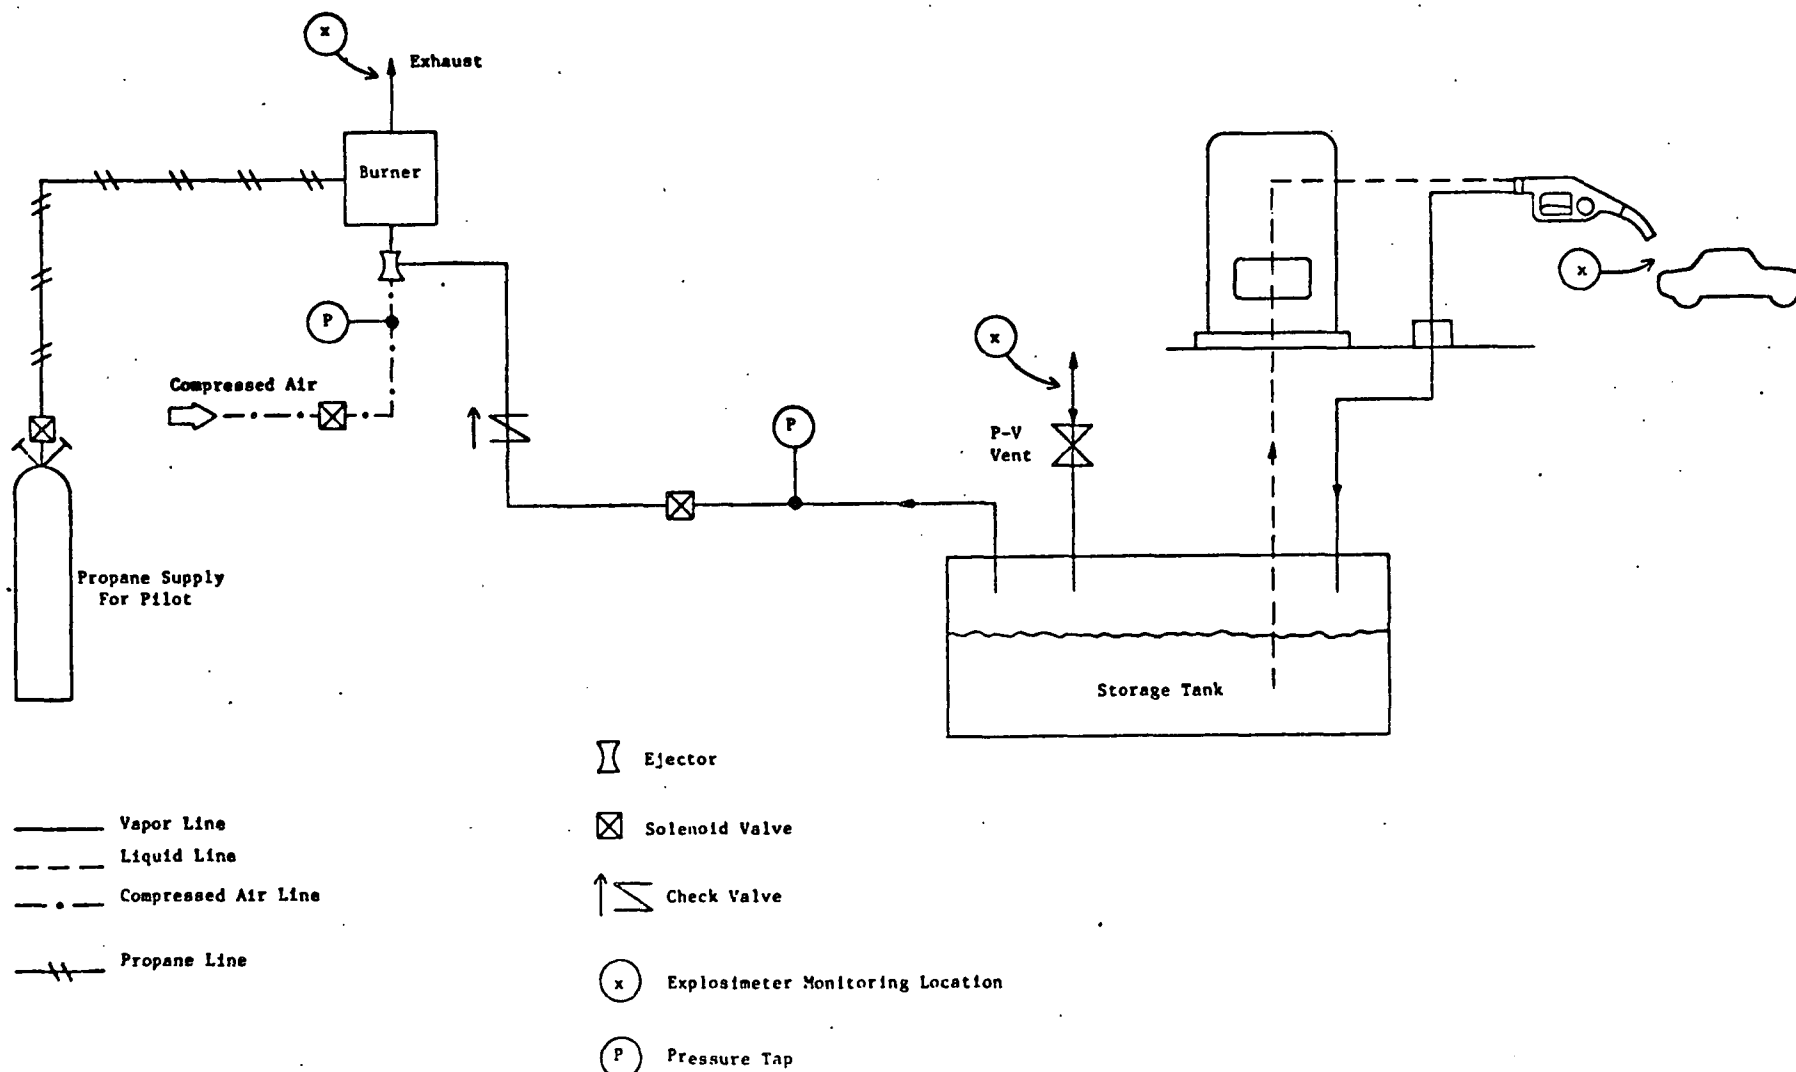 x
Exhaust
Burner
P
Compressed Air
x
P-V
Vent
P
x
Propane Supply
For Pilot
Storage Tank
Vapor Line
Liquid Line
Compressed Air Line
Propane Line
Ejector
Solenoid Valve
Check Valve
x
Explosimeter Monitoring Location
P
Pressure Tap